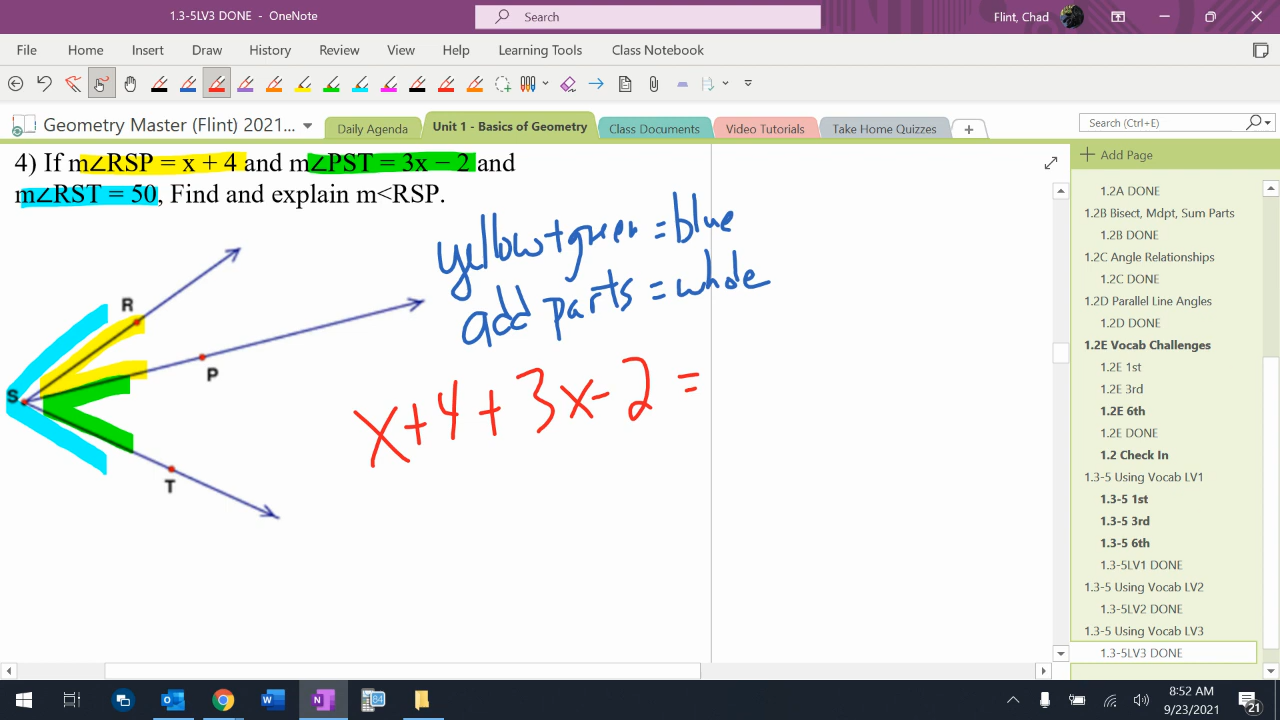 1.3-5LV3 DONE - OneNote
Search
Flint, Chad
File Home Insert Draw History Review View Help Learning Tools Class Notebook
Geometry Master (Flint) 2021...
Daily Agenda
Unit 1 - Basics of Geometry
Class Documents
Video Tutorials
Take Home Quizzes
Search (Ctrl+E)
4) If m∠RSP = x + 4 and m∠PST = 3x – 2 and
m∠RST = 50, Find and explain m<RSP.
yellow + green = blue
add parts = whole
x + 4 + 3x - 2 =
R
P
S
T
Add Page
1.2A DONE
1.2B Bisect, Mdpt, Sum Parts
1.2B DONE
1.2C Angle Relationships
1.2C DONE
1.2D Parallel Line Angles
1.2D DONE
1.2E Vocab Challenges
1.2E 1st
1.2E 3rd
1.2E 6th
1.2E DONE
1.2 Check In
1.3-5 Using Vocab LV1
1.3-5 1st
1.3-5 3rd
1.3-5 6th
1.3-5LV1 DONE
1.3-5 Using Vocab LV2
1.3-5LV2 DONE
1.3-5 Using Vocab LV3
1.3-5LV3 DONE
8:52 AM
9/23/2021
21